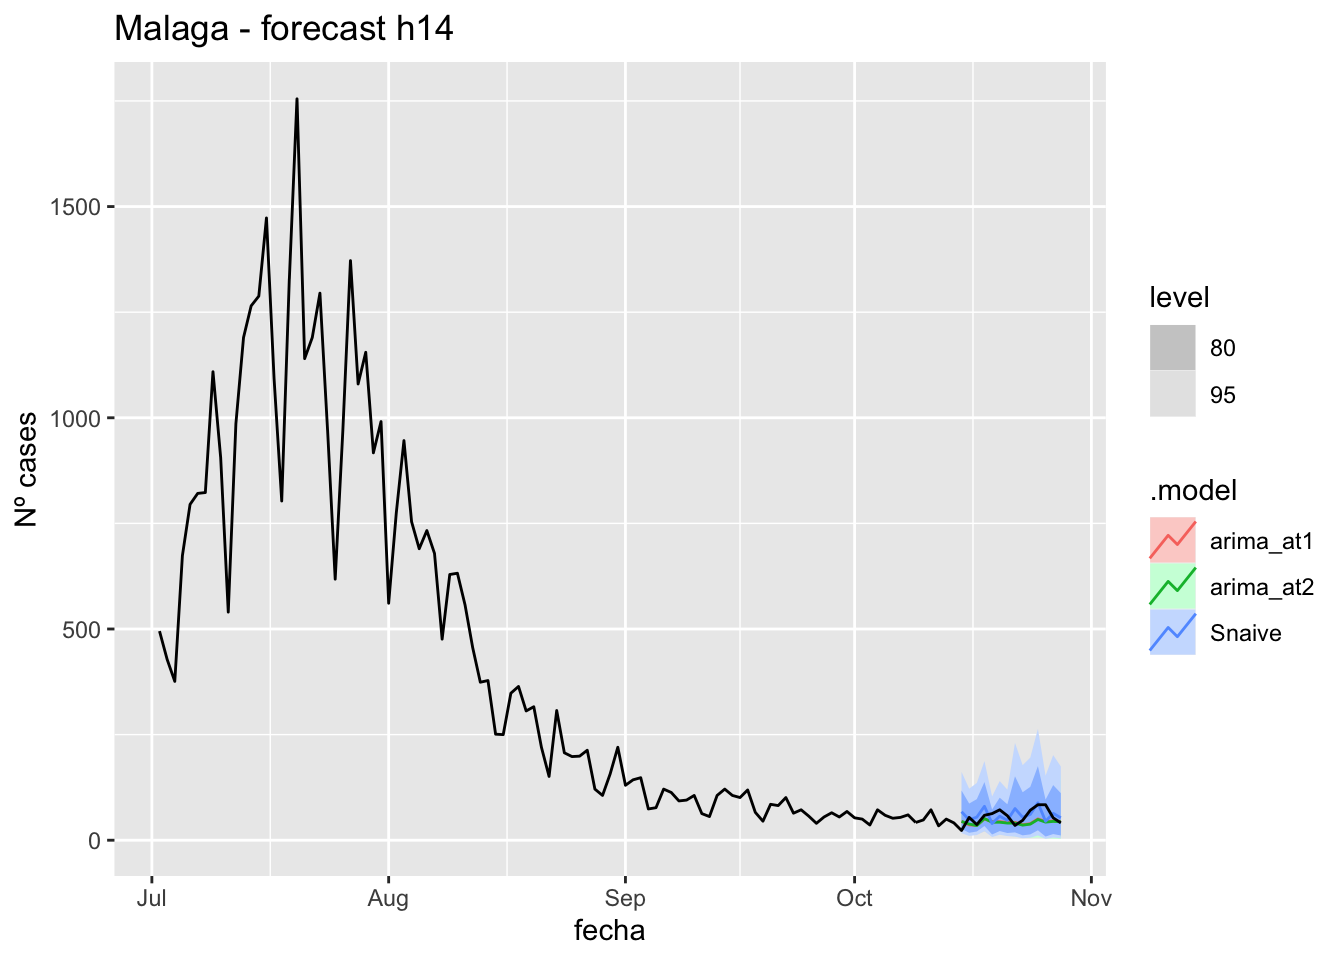 Malaga - forecast h14
Nº cases
1500
1000
500
0
Jul
Aug
Sep
Oct
Nov
fecha
level
80
95
.model
arima_at1
arima_at2
Snaive